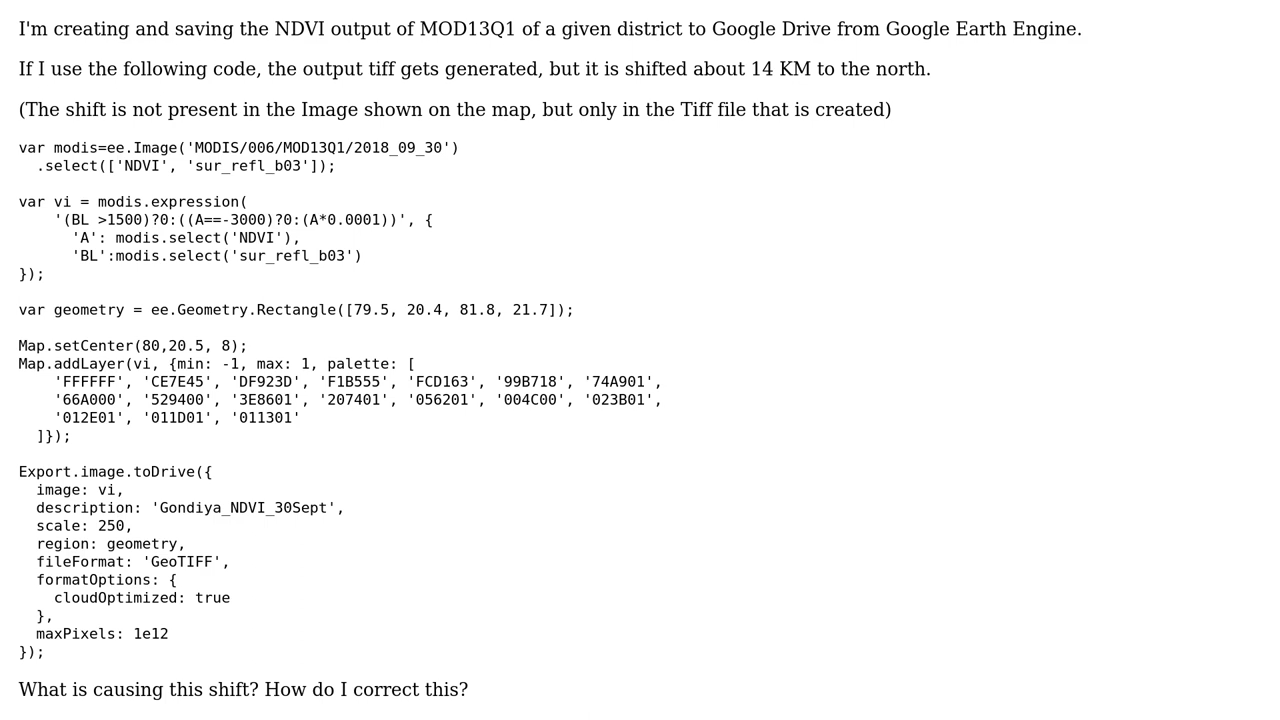 I'm creating and saving the NDVI output of MOD13Q1 of a given district to Google Drive from Google Earth Engine.
If I use the following code, the output tiff gets generated, but it is shifted about 14 KM to the north.
(The shift is not present in the Image shown on the map, but only in the Tiff file that is created)
var modis=ee.Image('MODIS/006/MOD13Q1/2018_09_30')
  .select(['NDVI', 'sur_refl_b03']);
var vi = modis.expression(
    '(BL >1500)?0:((A==-3000)?0:(A*0.0001))', {
      'A': modis.select('NDVI'),
      'BL':modis.select('sur_refl_b03')
});
var geometry = ee.Geometry.Rectangle([79.5, 20.4, 81.8, 21.7]);
Map.setCenter(80,20.5, 8);
Map.addLayer(vi, {min: -1, max: 1, palette: [
    'FFFFFF', 'CE7E45', 'DF923D', 'F1B555', 'FCD163', '99B718', '74A901',
    '66A000', '529400', '3E8601', '207401', '056201', '004C00', '023B01',
    '012E01', '011D01', '011301'
  ]});
Export.image.toDrive({
  image: vi,
  description: 'Gondiya_NDVI_30Sept',
  scale: 250,
  region: geometry,
  fileFormat: 'GeoTIFF',
  formatOptions: {
    cloudOptimized: true
  },
  maxPixels: 1e12
});
What is causing this shift? How do I correct this?